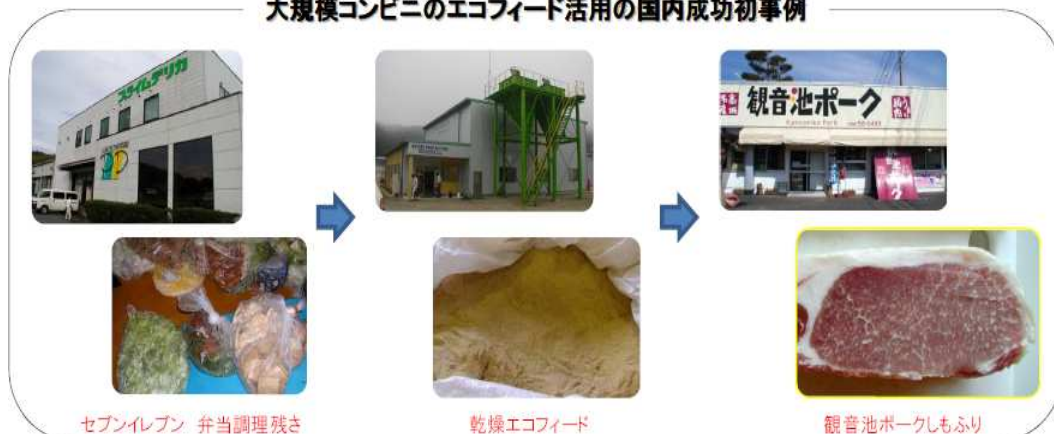 大規模コンビニのエコフィード活用の国内成功初事例
プライムデリカ
観音池ポーク
セブンイレブン 弁当調理残さ
乾燥エコフィード
観音池ポークしもふり